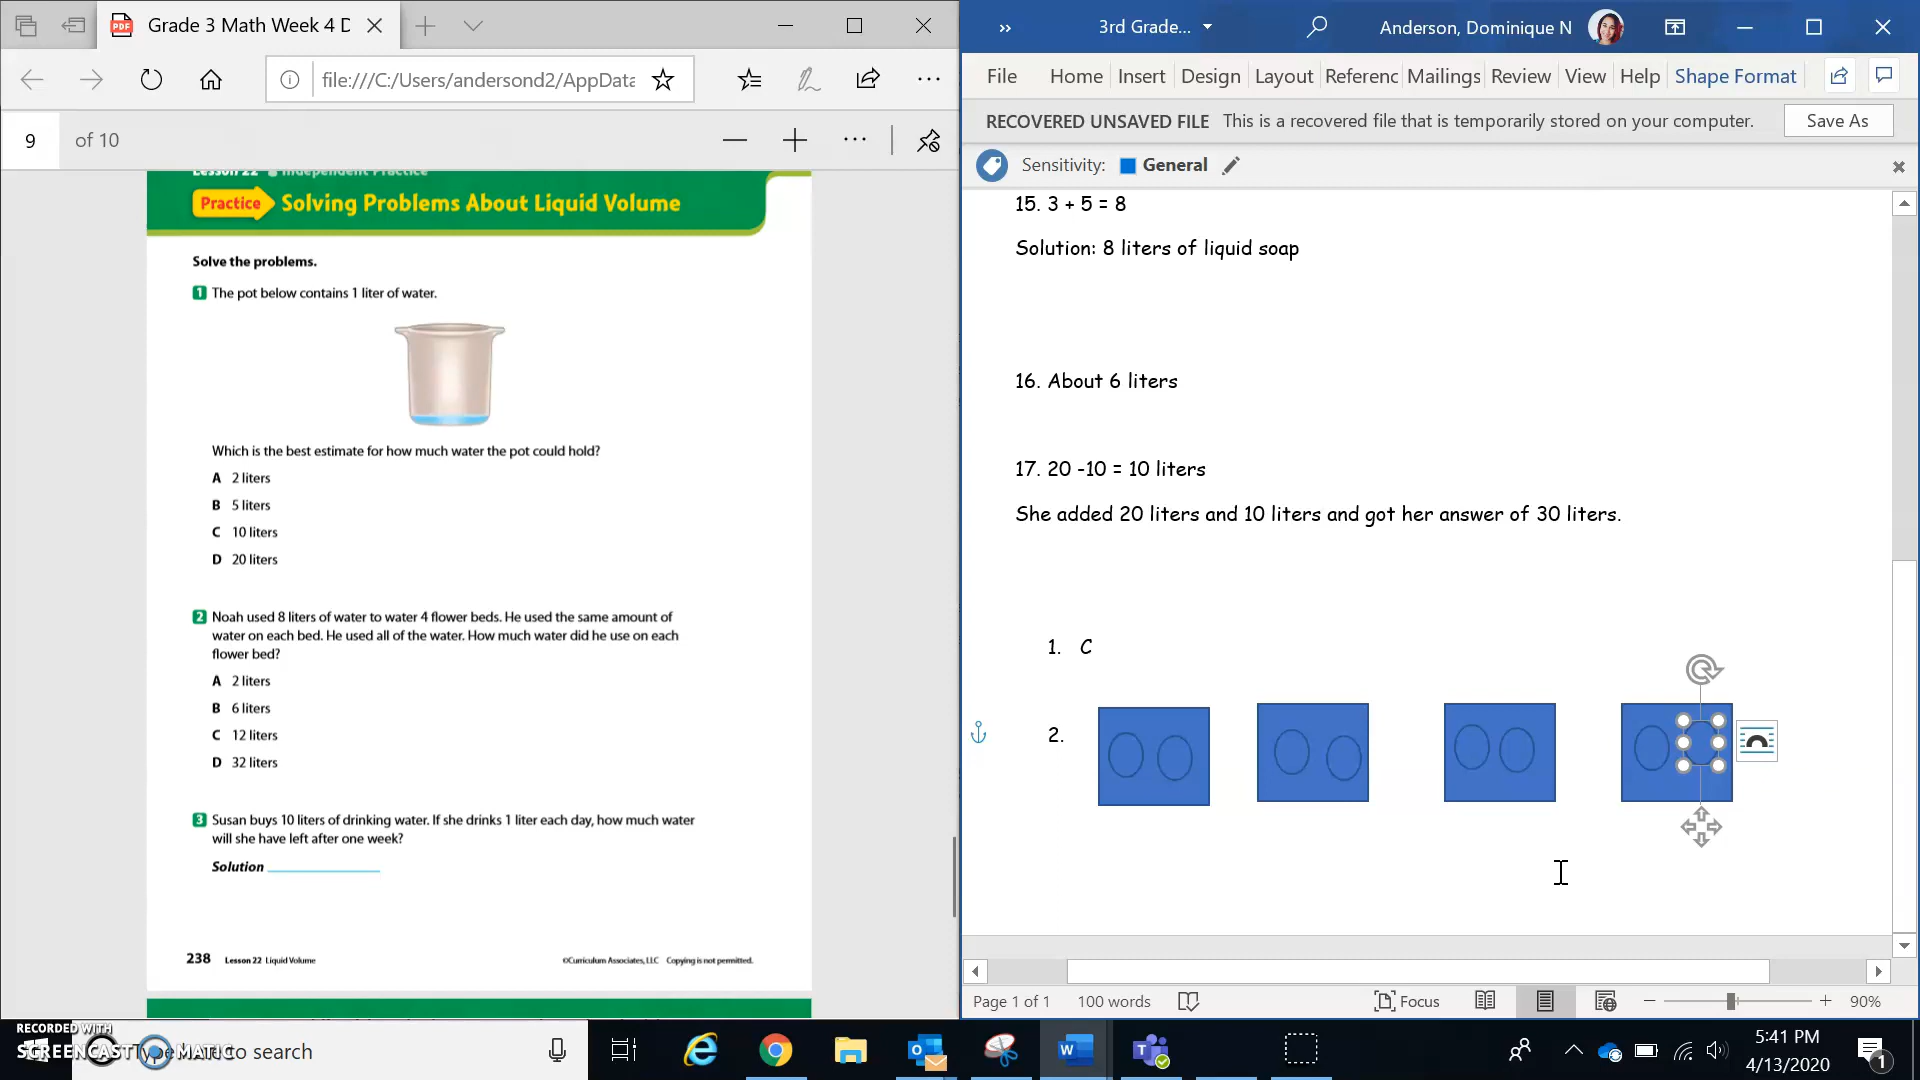 Grade 3 Math Week 4 D
file:///C:/Users/andersond2/AppData
9 of 10
Lesson 22 Independent Practice
Practice Solving Problems About Liquid Volume
Solve the problems.
1 The pot below contains 1 liter of water.
Which is the best estimate for how much water the pot could hold?
A 2 liters
B 5 liters
C 10 liters
D 20 liters
2 Noah used 8 liters of water to water 4 flower beds. He used the same amount of
water on each bed. He used all of the water. How much water did he use on each
flower bed?
A 2 liters
B 6 liters
C 12 liters
D 32 liters
3 Susan buys 10 liters of drinking water. If she drinks 1 liter each day, how much water
will she have left after one week?
Solution
238 Lesson 22 Liquid Volume ©Curriculum Associates, LLC Copying is not permitted.
3rd Grade... Anderson, Dominique N
File Home Insert Design Layout Referenc Mailings Review View Help Shape Format
RECOVERED UNSAVED FILE This is a recovered file that is temporarily stored on your computer. Save As
Sensitivity: General
15. 3 + 5 = 8
Solution: 8 liters of liquid soap
16. About 6 liters
17. 20 -10 = 10 liters
She added 20 liters and 10 liters and got her answer of 30 liters.
1. C
2.
Page 1 of 1 100 words Focus 90%
RECORDED WITH
SCREENCAST MATIC
to search
5:41 PM
4/13/2020
1